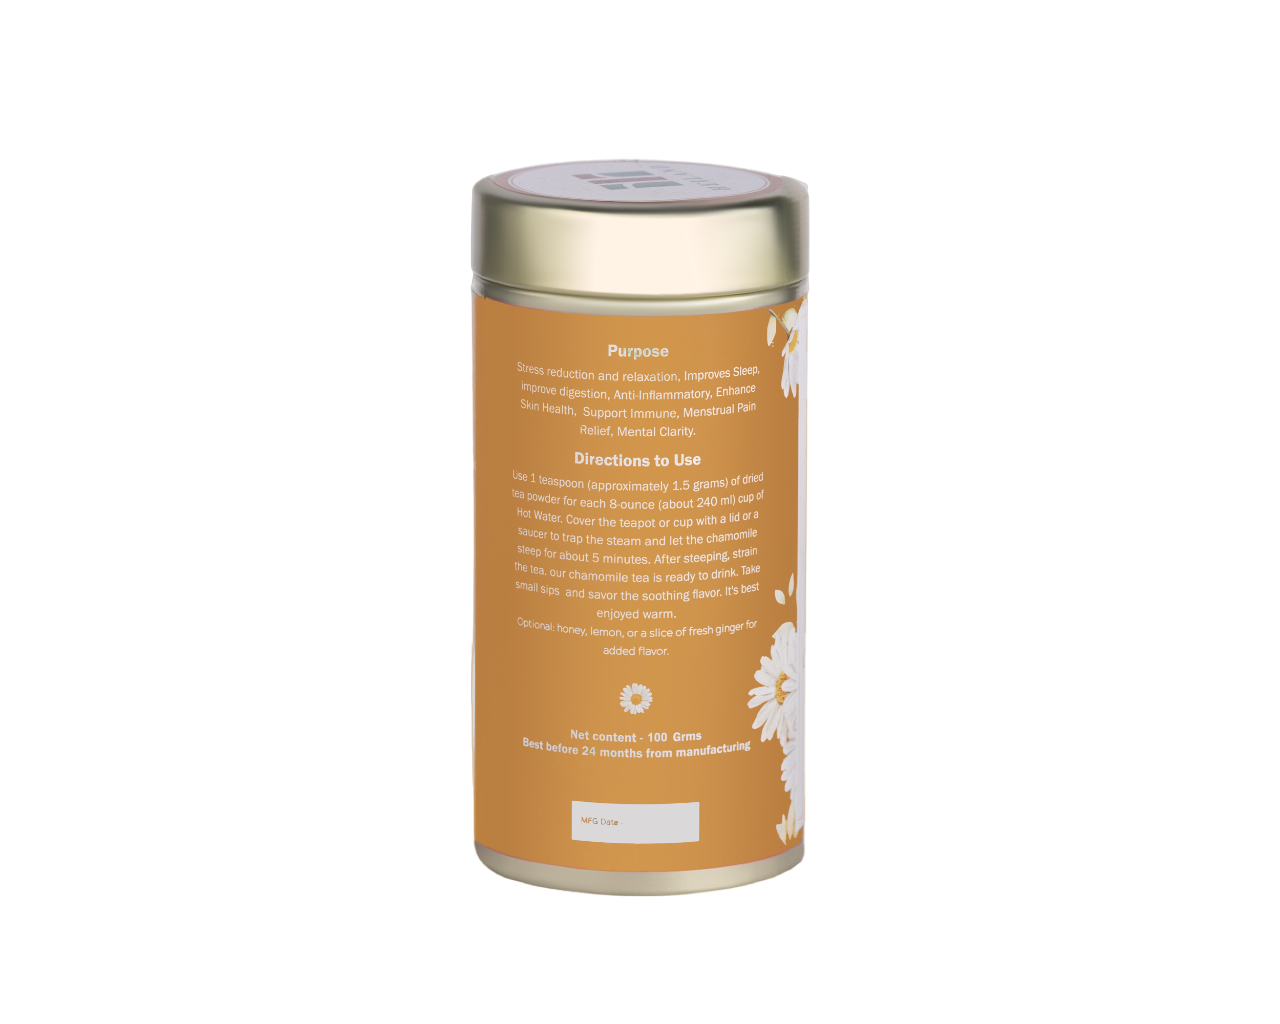 Purpose
Stress reduction and relaxation, Improves Sleep,
improve digestion, Anti-Inflammatory, Enhance
Skin Health, Support Immune, Menstrual Pain
Relief, Mental Clarity.
Directions to Use
Use 1 teaspoon (approximately 1.5 grams) of dried
tea powder for each 8-ounce (about 240 ml) cup of
Hot Water. Cover the teapot or cup with a lid or a
saucer to trap the steam and let the chamomile
steep for about 5 minutes. After steeping, strain
the tea, our chamomile tea is ready to drink. Take
small sips and savor the soothing flavor. It's best
enjoyed warm.
Optional: honey, lemon, or a slice of fresh ginger for
added flavor.
Net content - 100 Grms
Best before 24 months from manufacturing
MFG Date